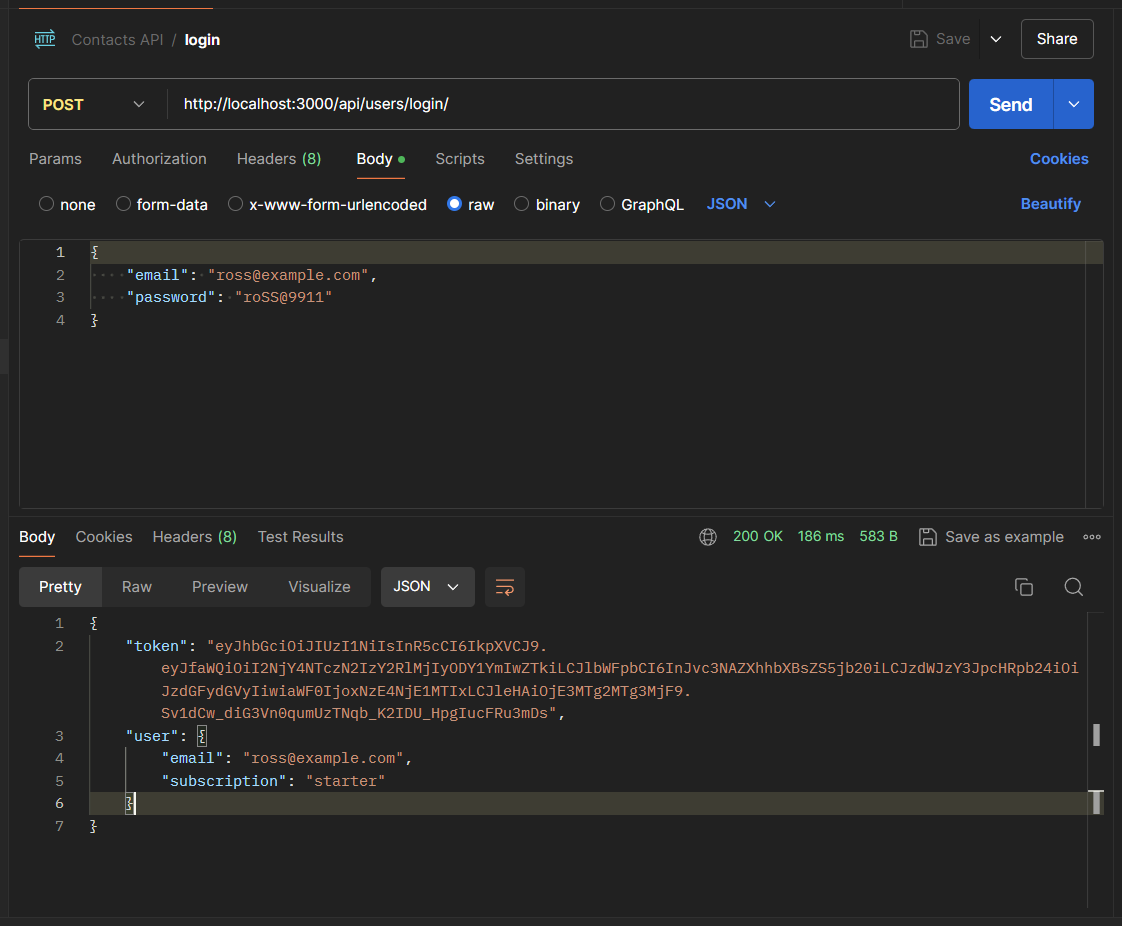 HTTP Contacts API / login Save Share
POST http://localhost:3000/api/users/login/ Send
Params Authorization Headers (8) Body Scripts Settings Cookies
none form-data x-www-form-urlencoded raw binary GraphQL JSON Beautify
1 {
2 "email": "ross@example.com",
3 "password": "roSS@9911"
4 }
Body Cookies Headers (8) Test Results 200 OK 186 ms 583 B Save as example
Pretty Raw Preview Visualize JSON
1 {
2 "token": "eyJhbGciOiJIUzI1NiIsInR5cCI6IkpXVCJ9.
eyJfaWQiOiI2NjY4NTczN2IzY2RlMjIyODY1YmIwZTkiLCJlbWFpbCI6InJvc3NAZXhhbXBsZS5jb20iLCJzdWJzY3JpcHRpb24iOi
JzdGFydGVyIiwiaWF0IjoxNzE4NjE1MTIxLCJleHAiOjE3MTg2MTg3MjF9.
Sv1dCw_diG3Vn0qumUzTNqb_K2IDU_HpgIucFRu3mDs",
3 "user": {
4 "email": "ross@example.com",
5 "subscription": "starter"
6 }
7 }